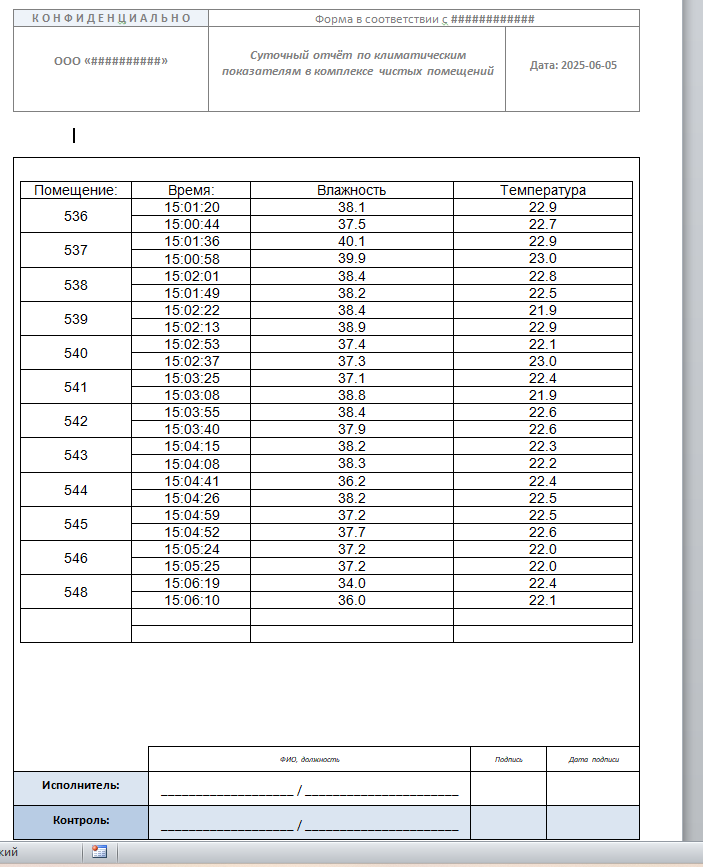 КОНФИДЕНЦИАЛЬНО Форма в соответствии с ############
ООО «##########» Суточный отчёт по климатическим показателям в комплексе чистых помещений Дата: 2025-06-05
Помещение: Время: Влажность Температура
536 15:01:20 38.1 22.9
15:00:44 37.5 22.7
537 15:01:36 40.1 22.9
15:00:58 39.9 23.0
538 15:02:01 38.4 22.8
15:01:49 38.2 22.5
539 15:02:22 38.4 21.9
15:02:13 38.9 22.9
540 15:02:53 37.4 22.1
15:02:37 37.3 23.0
541 15:03:25 37.1 22.4
15:03:08 38.8 21.9
542 15:03:55 38.4 22.6
15:03:40 37.9 22.6
543 15:04:15 38.2 22.3
15:04:08 38.3 22.2
544 15:04:41 36.2 22.4
15:04:26 38.2 22.5
545 15:04:59 37.2 22.5
15:04:52 37.7 22.6
546 15:05:24 37.2 22.0
15:05:25 37.2 22.0
548 15:06:19 34.0 22.4
15:06:10 36.0 22.1
ФИО, должность Подпись Дата подписи
Исполнитель: ___________________ / ______________________
Контроль: ___________________ / ______________________
кий